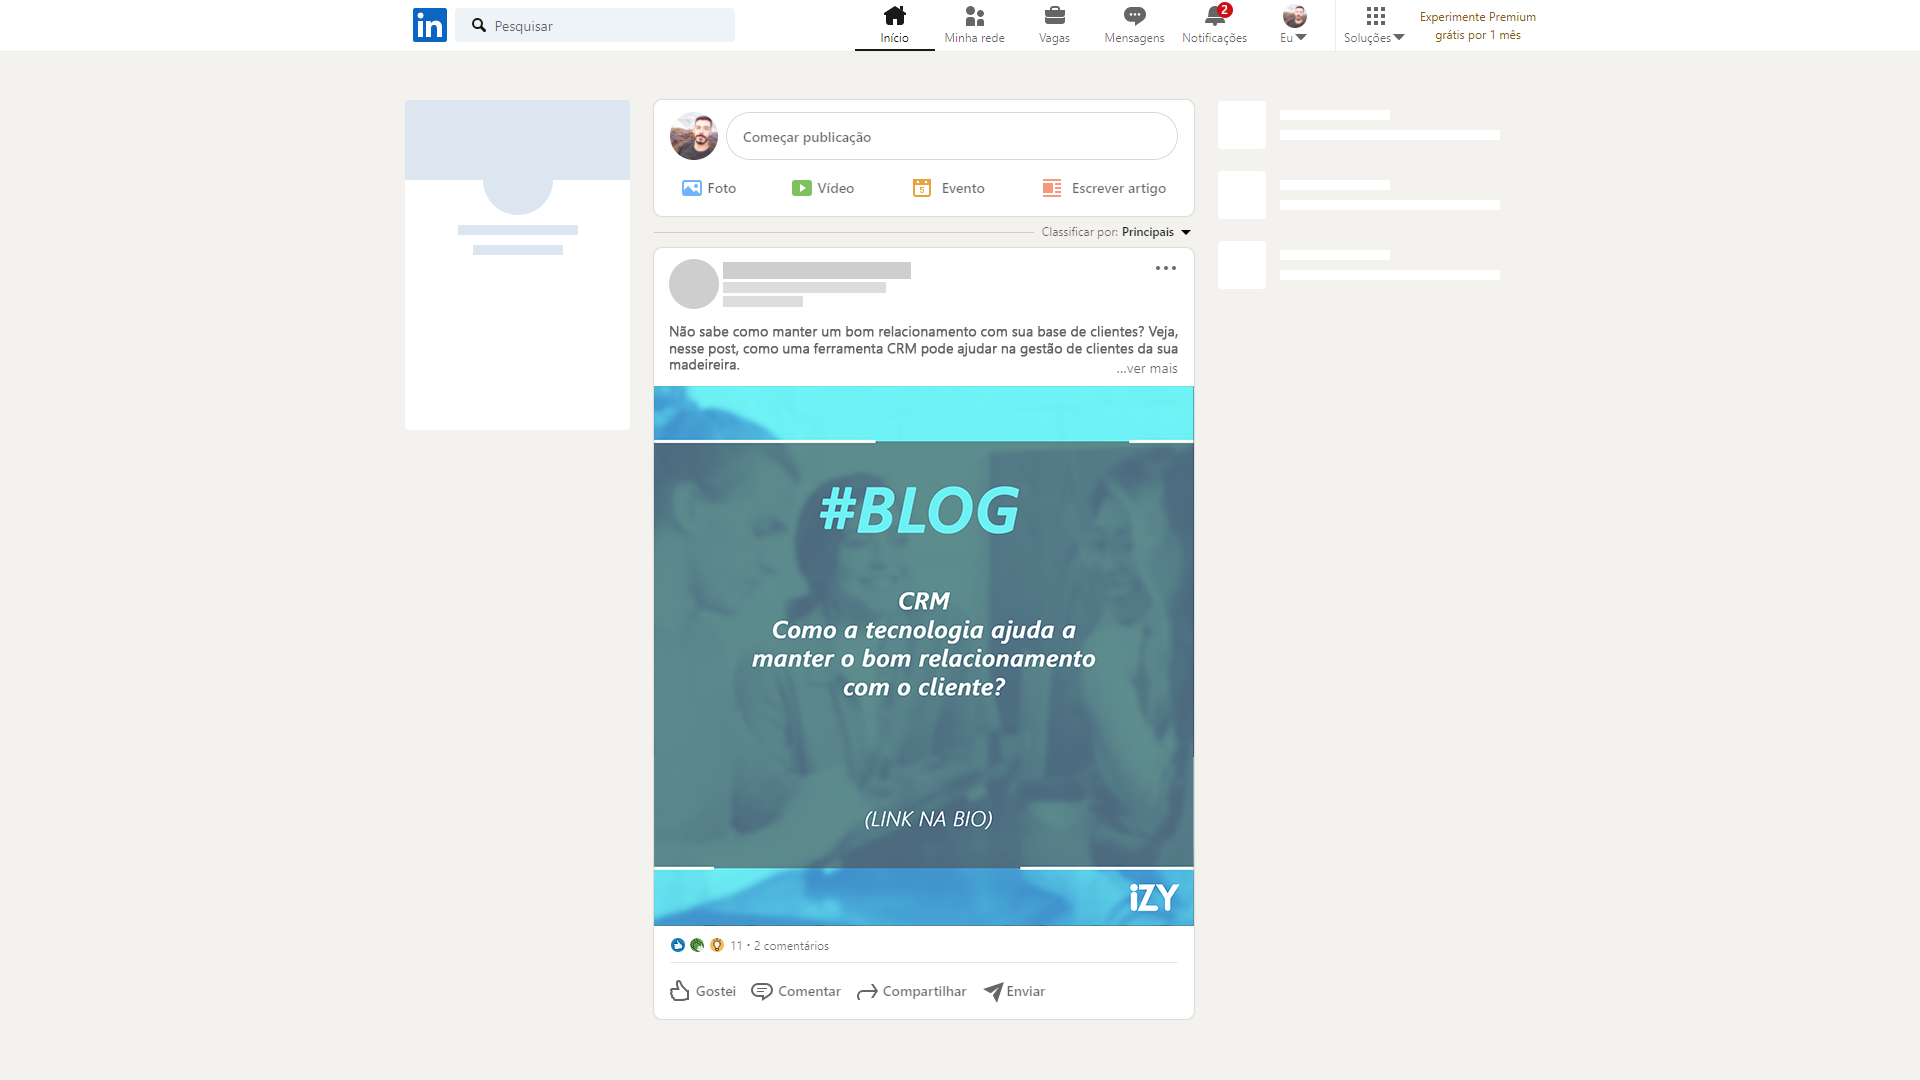 in
Pesquisar
Início
Minha rede
Vagas
Mensagens
2
Notificações
Eu
Soluções
Experimente Premium
grátis por 1 mês
Começar publicação
Foto
Vídeo
5
Evento
Escrever artigo
Classificar por: Principais
Não sabe como manter um bom relacionamento com sua base de clientes? Veja,
nesse post, como uma ferramenta CRM pode ajudar na gestão de clientes da sua
madeireira.
...ver mais
#BLOG
CRM
Como a tecnologia ajuda a
manter o bom relacionamento
com o cliente?
(LINK NA BIO)
iZY
11 • 2 comentários
Gostei
Comentar
Compartilhar
Enviar